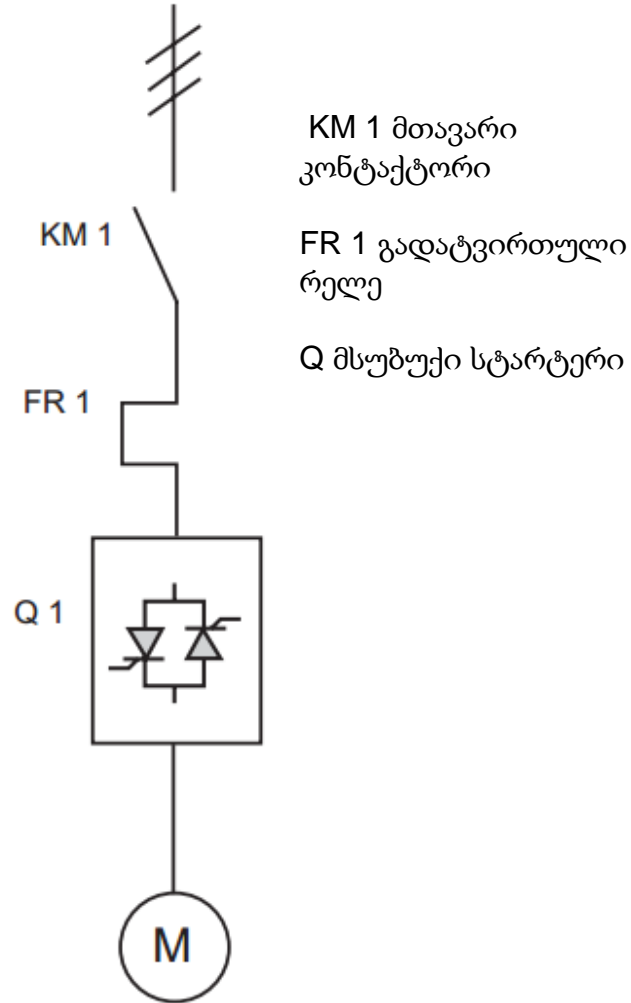 KM 1 მთავარი
კონტაქტორი
KM 1
FR 1 გადატვირთული
რელე
Q მსუბუქი სტარტერი
FR 1
Q 1
M